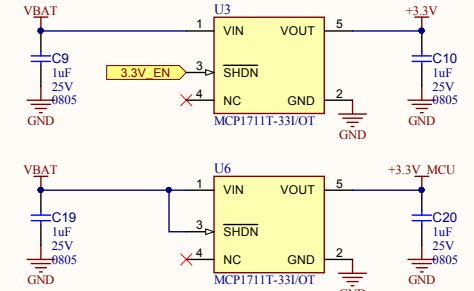 VBAT
U3
+3.3V
1
VIN
VOUT
5
C9
1uF
25V
0805
3.3V_EN
3
SHDN
C10
1uF
25V
0805
4
NC
GND
2
GND
MCP1711T-33I/OT
GND
GND
VBAT
U6
+3.3V_MCU
1
VIN
VOUT
5
C19
1uF
25V
0805
3
SHDN
C20
1uF
25V
0805
4
NC
GND
2
GND
MCP1711T-33I/OT
GND
GND